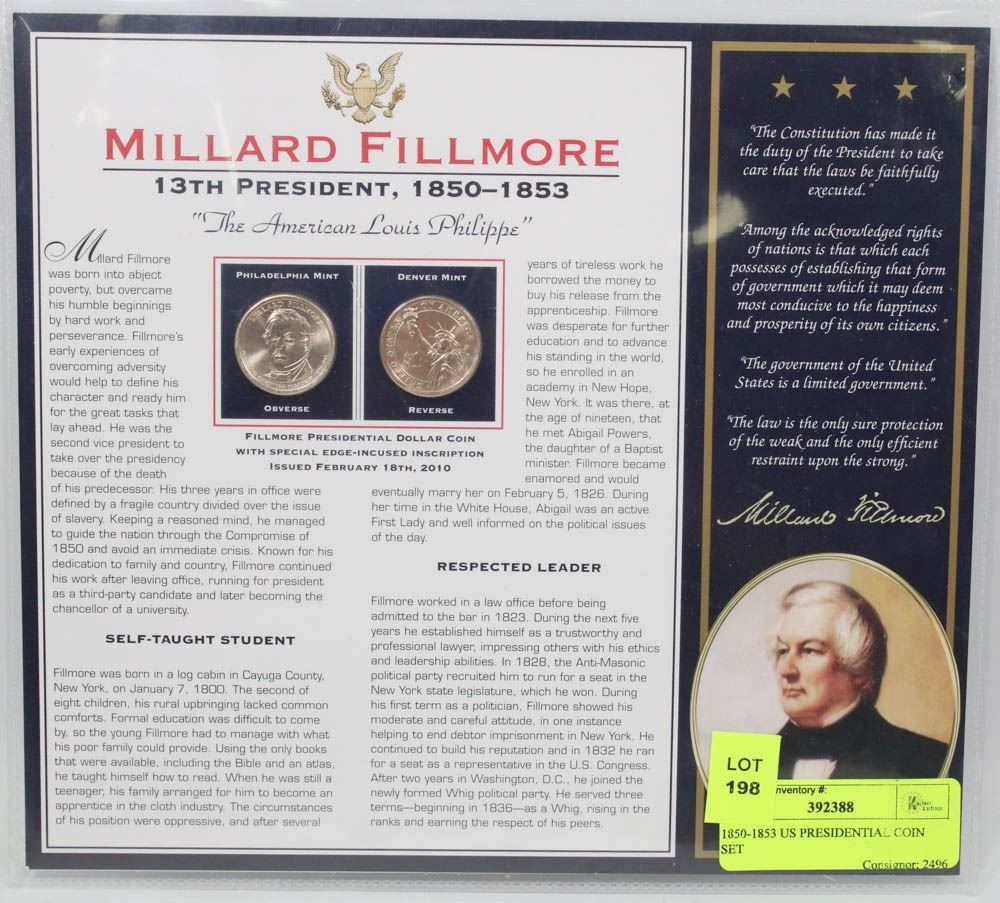 MILLARD FILLMORE
13TH PRESIDENT, 1850–1853
"The American Louis Philippe"
Millard Fillmore
was born into abject
poverty, but overcame
his humble beginnings
by hard work and
perseverance. Fillmore's
early experiences of
overcoming adversity
would help to define his
character and ready him
for the great tasks that
lay ahead. He was the
second vice president to
take over the presidency
because of the death
of his predecessor. His three years in office were
defined by a fragile country divided over the issue
of slavery. Keeping a reasoned mind, he managed
to guide the nation through the Compromise of
1850 and avoid an immediate crisis. Known for his
dedication to family and country, Fillmore continued
his work after leaving office, running for president
as a third-party candidate and later becoming the
chancellor of a university.
SELF-TAUGHT STUDENT
Fillmore was born in a log cabin in Cayuga County,
New York, on January 7, 1800. The second of
eight children, his rural upbringing lacked common
comforts. Formal education was difficult to come
by, so the young Fillmore had to manage with what
his poor family could provide. Using the only books
that were available, including the Bible and an atlas,
he taught himself how to read. When he was still a
teenager, his family arranged for him to become an
apprentice in the cloth industry. The circumstances
of his position were oppressive, and after several
PHILADELPHIA MINT
OBVERSE
DENVER MINT
REVERSE
FILLMORE PRESIDENTIAL DOLLAR COIN
WITH SPECIAL EDGE-INCUSED INSCRIPTION
ISSUED FEBRUARY 18TH, 2010
years of tireless work he
borrowed the money to
buy his release from the
apprenticeship. Fillmore
was desperate for further
education and to advance
his standing in the world,
so he enrolled in an
academy in New Hope,
New York. It was there, at
the age of nineteen, that
he met Abigail Powers,
the daughter of a Baptist
minister. Fillmore became
enamored and would
eventually marry her on February 5, 1826. During
her time in the White House, Abigail was an active
First Lady and well informed on the political issues
of the day.
RESPECTED LEADER
Fillmore worked in a law office before being
admitted to the bar in 1823. During the next five
years he established himself as a trustworthy and
professional lawyer, impressing others with his ethics
and leadership abilities. In 1828, the Anti-Masonic
political party recruited him to run for a seat in the
New York state legislature, which he won. During
his first term as a politician, Fillmore showed his
moderate and careful attitude, in one instance
helping to end debtor imprisonment in New York. He
continued to build his reputation and in 1832 he ran
for a seat as a representative in the U.S. Congress.
After two years in Washington, D.C., he joined the
newly formed Whig political party. He served three
terms—beginning in 1836—as a Whig, rising in the
ranks and earning the respect of his peers.
"The Constitution has made it
the duty of the President to take
care that the laws be faithfully
executed."
"Among the acknowledged rights
of nations is that which each
possesses of establishing that form
of government which it may deem
most conducive to the happiness
and prosperity of its own citizens."
"The government of the United
States is a limited government."
"The law is the only sure protection
of the weak and the only efficient
restraint upon the strong."
Millard Fillmore
LOT
198
Inventory #:
392388
1850-1853 US PRESIDENTIAL COIN
SET
Consignor: 2496